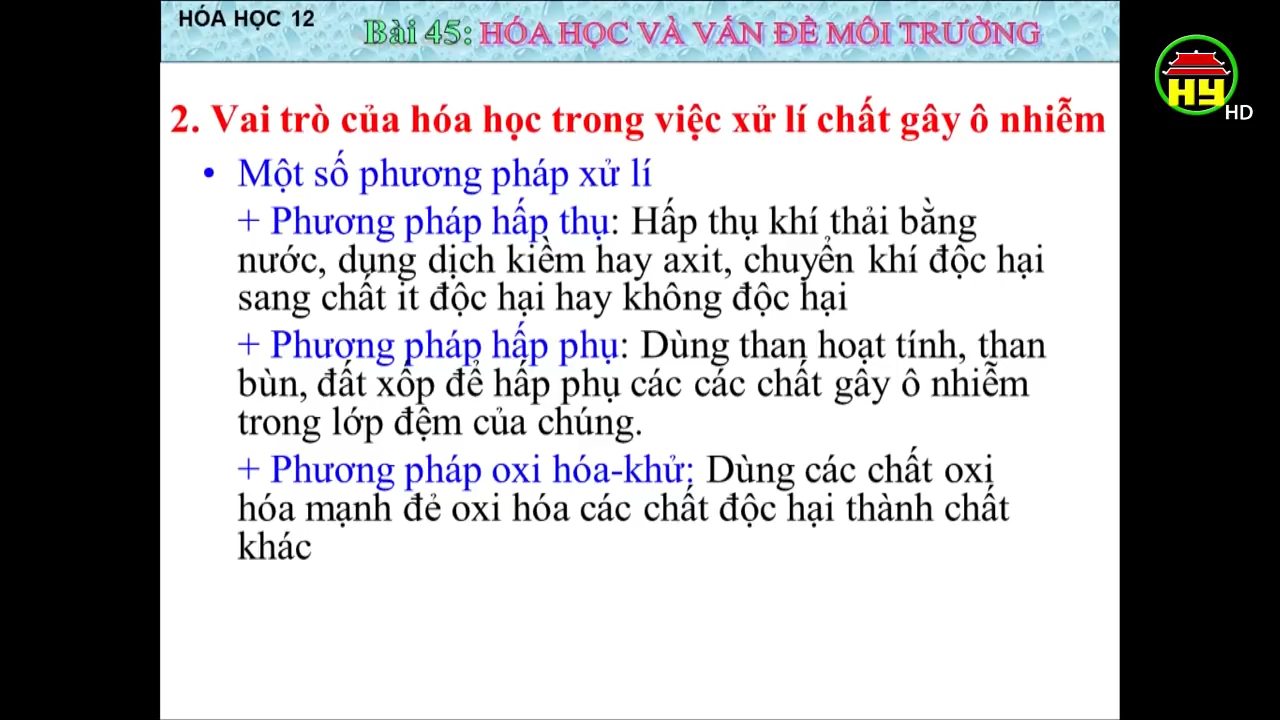 HÓA HỌC 12
Bài 45: HÓA HỌC VÀ VẤN ĐỀ MÔI TRƯỜNG
HY
HD
2. Vai trò của hóa học trong việc xử lí chất gây ô nhiễm
• Một số phương pháp xử lí
+ Phương pháp hấp thụ: Hấp thụ khí thải bằng
nước, dung dịch kiềm hay axit, chuyển khí độc hại
sang chất it độc hại hay không độc hại
+ Phương pháp hấp phụ: Dùng than hoạt tính, than
bùn, đất xốp để hấp phụ các các chất gây ô nhiễm
trong lớp đệm của chúng.
+ Phương pháp oxi hóa-khử: Dùng các chất oxi
hóa mạnh đẻ oxi hóa các chất độc hại thành chất
khác